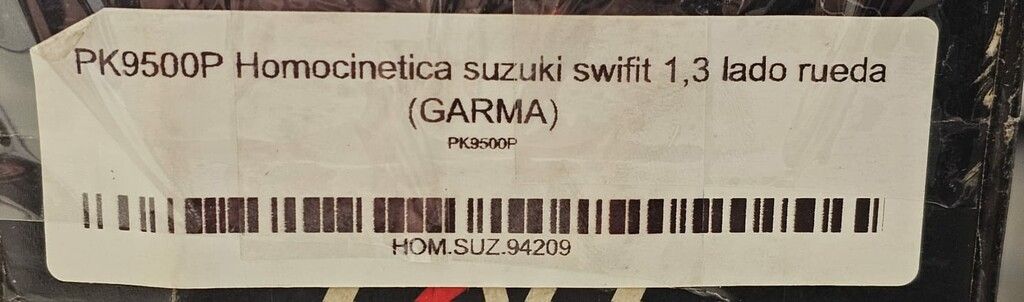 PK9500P Homocinetica suzuki swifit 1,3 lado rueda
(GARMA)
PK9500P
HOM.SUZ.94209